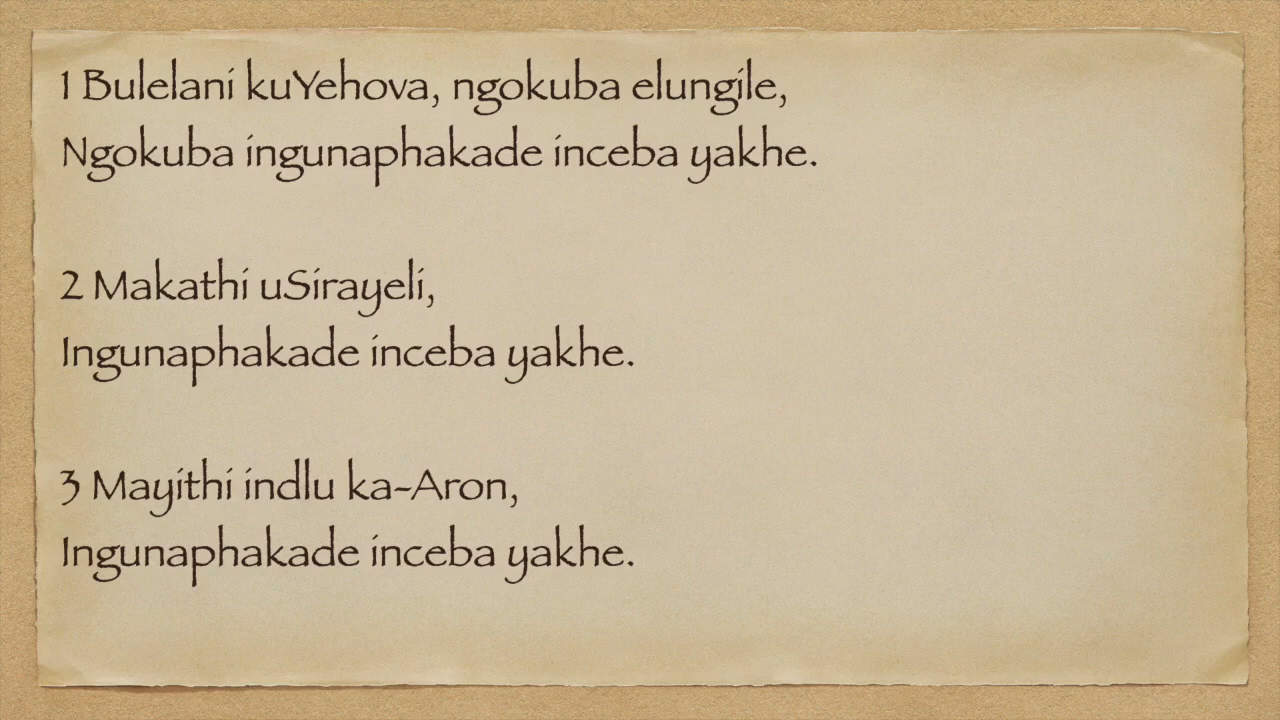 1 Bulelani kuYehova, ngokuba elungile,
Ngokuba ingunaphakade inceba yakhe.
2 Makathi uSirayeli,
Ingunaphakade inceba yakhe.
3 Mayithi indlu ka-Aron,
Ingunaphakade inceba yakhe.